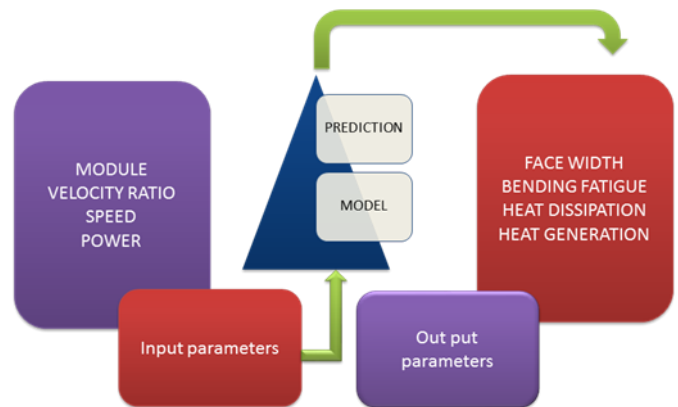 MODULE
VELOCITY RATIO
SPEED
POWER
Input parameters
PREDICTION
MODEL
FACE WIDTH
BENDING FATIGUE
HEAT DISSIPATION
HEAT GENERATION
Out put
parameters